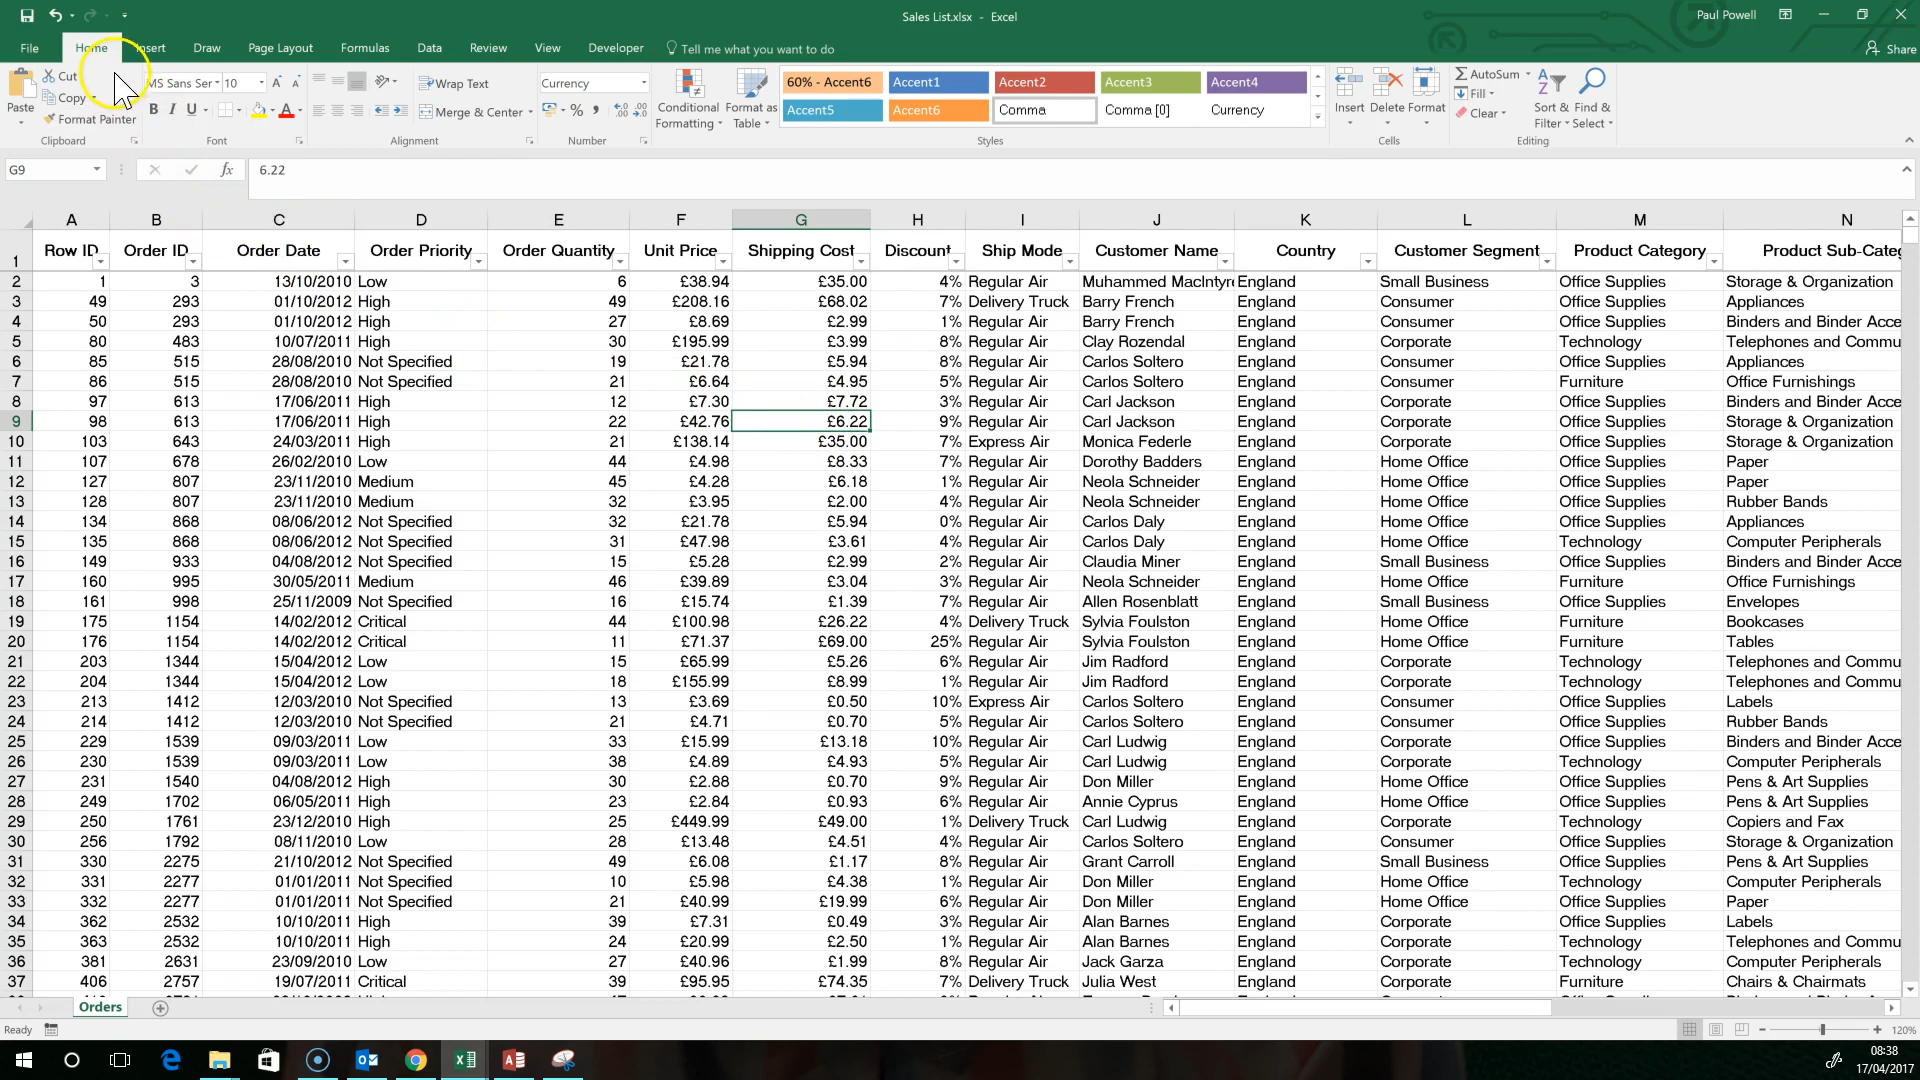 Sales List.xlsx - Excel
Paul Powell
File Home Insert Draw Page Layout Formulas Data Review View Developer Tell me what you want to do Share
Cut
Copy
Format Painter
Paste
Clipboard
MS Sans Ser 10
B I U
Font
Wrap Text
Merge & Center
Alignment
Currency
Number
Conditional Formatting
Format as Table
60% - Accent6 Accent1 Accent2 Accent3 Accent4
Accent5 Accent6 Comma Comma [0] Currency
Styles
Insert Delete Format
Cells
AutoSum
Fill
Clear
Sort & Filter
Find & Select
Editing
G9 fx 6.22
A B C D E F G H I J K L M N
1 Row ID Order ID Order Date Order Priority Order Quantity Unit Price Shipping Cost Discount Ship Mode Customer Name Country Customer Segment Product Category Product Sub-Categ
2 1 3 13/10/2010 Low 6 £38.94 £35.00 4% Regular Air Muhammed MacIntyr England Small Business Office Supplies Storage & Organization
3 49 293 01/10/2012 High 49 £208.16 £68.02 7% Delivery Truck Barry French England Consumer Office Supplies Appliances
4 50 293 01/10/2012 High 27 £8.69 £2.99 1% Regular Air Barry French England Consumer Office Supplies Binders and Binder Acce
5 80 483 10/07/2011 High 30 £195.99 £3.99 8% Regular Air Clay Rozendal England Corporate Technology Telephones and Commu
6 85 515 28/08/2010 Not Specified 19 £21.78 £5.94 8% Regular Air Carlos Soltero England Consumer Office Supplies Appliances
7 86 515 28/08/2010 Not Specified 21 £6.64 £4.95 5% Regular Air Carlos Soltero England Consumer Furniture Office Furnishings
8 97 613 17/06/2011 High 12 £7.30 £7.72 3% Regular Air Carl Jackson England Corporate Office Supplies Binders and Binder Acce
9 98 613 17/06/2011 High 22 £42.76 £6.22 9% Regular Air Carl Jackson England Corporate Office Supplies Storage & Organization
10 103 643 24/03/2011 High 21 £138.14 £35.00 7% Express Air Monica Federle England Corporate Office Supplies Storage & Organization
11 107 678 26/02/2010 Low 44 £4.98 £8.33 7% Regular Air Dorothy Badders England Home Office Office Supplies Paper
12 127 807 23/11/2010 Medium 45 £4.28 £6.18 1% Regular Air Neola Schneider England Home Office Office Supplies Paper
13 128 807 23/11/2010 Medium 32 £3.95 £2.00 4% Regular Air Neola Schneider England Home Office Office Supplies Rubber Bands
14 134 868 08/06/2012 Not Specified 32 £21.78 £5.94 0% Regular Air Carlos Daly England Home Office Office Supplies Appliances
15 135 868 08/06/2012 Not Specified 31 £47.98 £3.61 4% Regular Air Carlos Daly England Home Office Technology Computer Peripherals
16 149 933 04/08/2012 Not Specified 15 £5.28 £2.99 2% Regular Air Claudia Miner England Small Business Office Supplies Binders and Binder Acce
17 160 995 30/05/2011 Medium 46 £39.89 £3.04 3% Regular Air Neola Schneider England Home Office Furniture Office Furnishings
18 161 998 25/11/2009 Not Specified 16 £15.74 £1.39 7% Regular Air Allen Rosenblatt England Small Business Office Supplies Envelopes
19 175 1154 14/02/2012 Critical 44 £100.98 £26.22 4% Delivery Truck Sylvia Foulston England Home Office Furniture Bookcases
20 176 1154 14/02/2012 Critical 11 £71.37 £69.00 25% Regular Air Sylvia Foulston England Home Office Furniture Tables
21 203 1344 15/04/2012 Low 15 £65.99 £5.26 6% Regular Air Jim Radford England Corporate Technology Telephones and Commu
22 204 1344 15/04/2012 Low 18 £155.99 £8.99 1% Regular Air Jim Radford England Corporate Technology Telephones and Commu
23 213 1412 12/03/2010 Not Specified 13 £3.69 £0.50 10% Express Air Carlos Soltero England Consumer Office Supplies Labels
24 214 1412 12/03/2010 Not Specified 21 £4.71 £0.70 5% Regular Air Carlos Soltero England Consumer Office Supplies Rubber Bands
25 229 1539 09/03/2011 Low 33 £15.99 £13.18 10% Regular Air Carl Ludwig England Corporate Office Supplies Binders and Binder Acce
26 230 1539 09/03/2011 Low 38 £4.89 £4.93 5% Regular Air Carl Ludwig England Corporate Technology Computer Peripherals
27 231 1540 04/08/2012 High 30 £2.88 £0.70 9% Regular Air Don Miller England Home Office Office Supplies Pens & Art Supplies
28 249 1702 06/05/2011 High 23 £2.84 £0.93 6% Regular Air Annie Cyprus England Home Office Office Supplies Pens & Art Supplies
29 250 1761 23/12/2010 High 25 £449.99 £49.00 1% Delivery Truck Carl Ludwig England Corporate Technology Copiers and Fax
30 256 1792 08/11/2010 Low 28 £13.48 £4.51 4% Regular Air Carlos Soltero England Consumer Office Supplies Storage & Organization
31 330 2275 21/10/2012 Not Specified 49 £6.08 £1.17 8% Regular Air Grant Carroll England Small Business Office Supplies Pens & Art Supplies
32 331 2277 01/01/2011 Not Specified 10 £5.98 £4.38 1% Regular Air Don Miller England Home Office Technology Computer Peripherals
33 332 2277 01/01/2011 Not Specified 21 £40.99 £19.99 6% Regular Air Don Miller England Home Office Office Supplies Paper
34 362 2532 10/10/2011 High 39 £7.31 £0.49 3% Regular Air Alan Barnes England Corporate Office Supplies Labels
35 363 2532 10/10/2011 High 24 £20.99 £2.50 1% Regular Air Alan Barnes England Corporate Technology Telephones and Commu
36 381 2631 23/09/2010 Low 27 £40.96 £1.99 8% Regular Air Jack Garza England Corporate Technology Computer Peripherals
37 406 2757 19/07/2011 Critical 39 £95.95 £74.35 7% Delivery Truck Julia West England Corporate Furniture Chairs & Chairmats
Orders
Ready
120%
08:38
17/04/2017